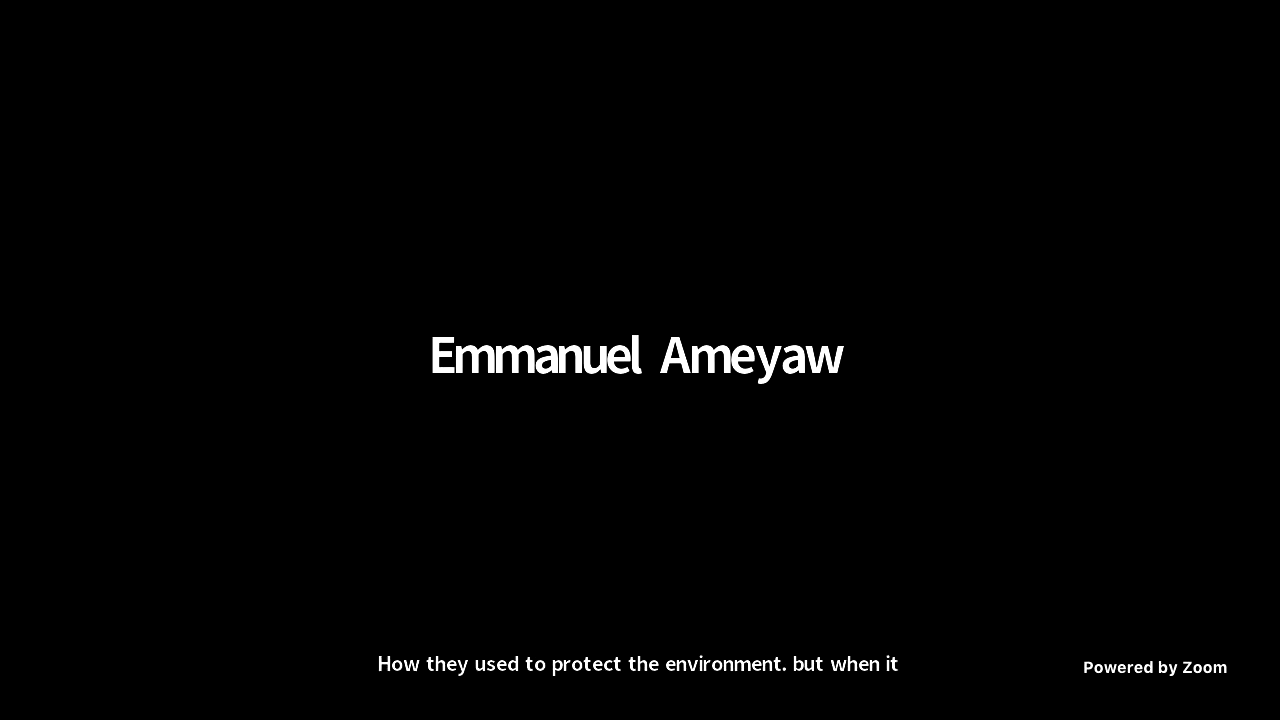 Emmanuel Ameyaw
How they used to protect the environment. but when it
Powered by Zoom